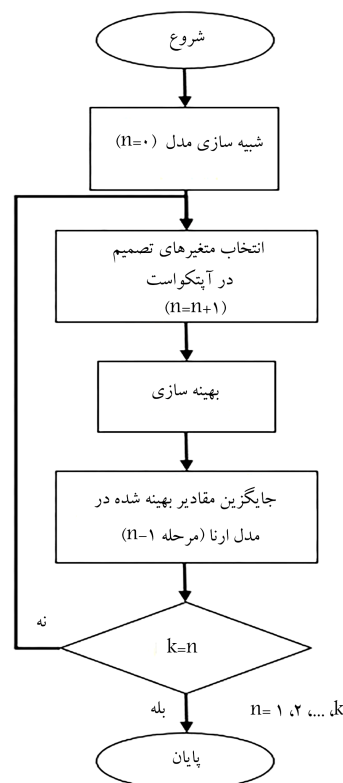 شروع
شبیه سازی مدل (n=۰)
انتخاب متغیرهای تصمیم
در آپتکواست
(n=n+۱)
بهینه سازی
جایگزین مقادیر بهینه شده در
مدل ارنا (مرحله n−۱)
نه
k=n
بله
n= ۱ ،۲ ،... ،k
پایان